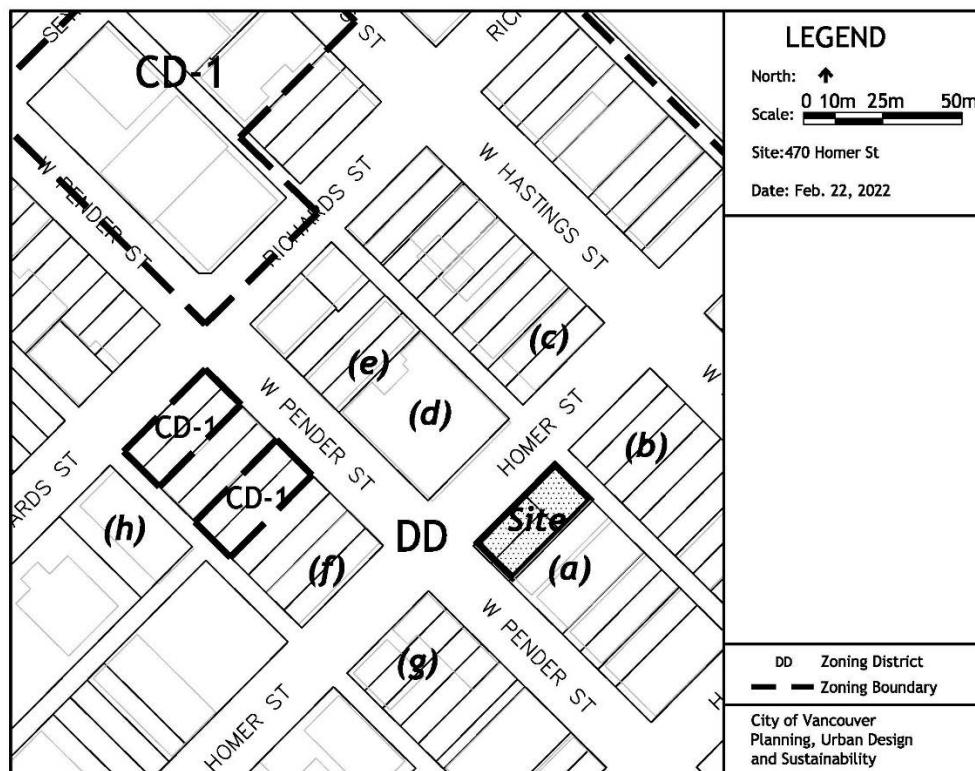 SEY
ST
CD-1
RIC
W PENDER ST
RICHARDS ST
W HASTINGS ST
(c)
(e)
(d)
W PENDER ST
HOMER ST
W
(b)
CD-1
CD-1
ARDS ST
(h)
(f)
DD
Site
(a)
(g)
W PENDER ST
HOMER ST
H
LEGEND
North:
Scale: 0 10m 25m 50m
Site:470 Homer St
Date: Feb. 22, 2022
DD Zoning District
Zoning Boundary
City of Vancouver
Planning, Urban Design
and Sustainability